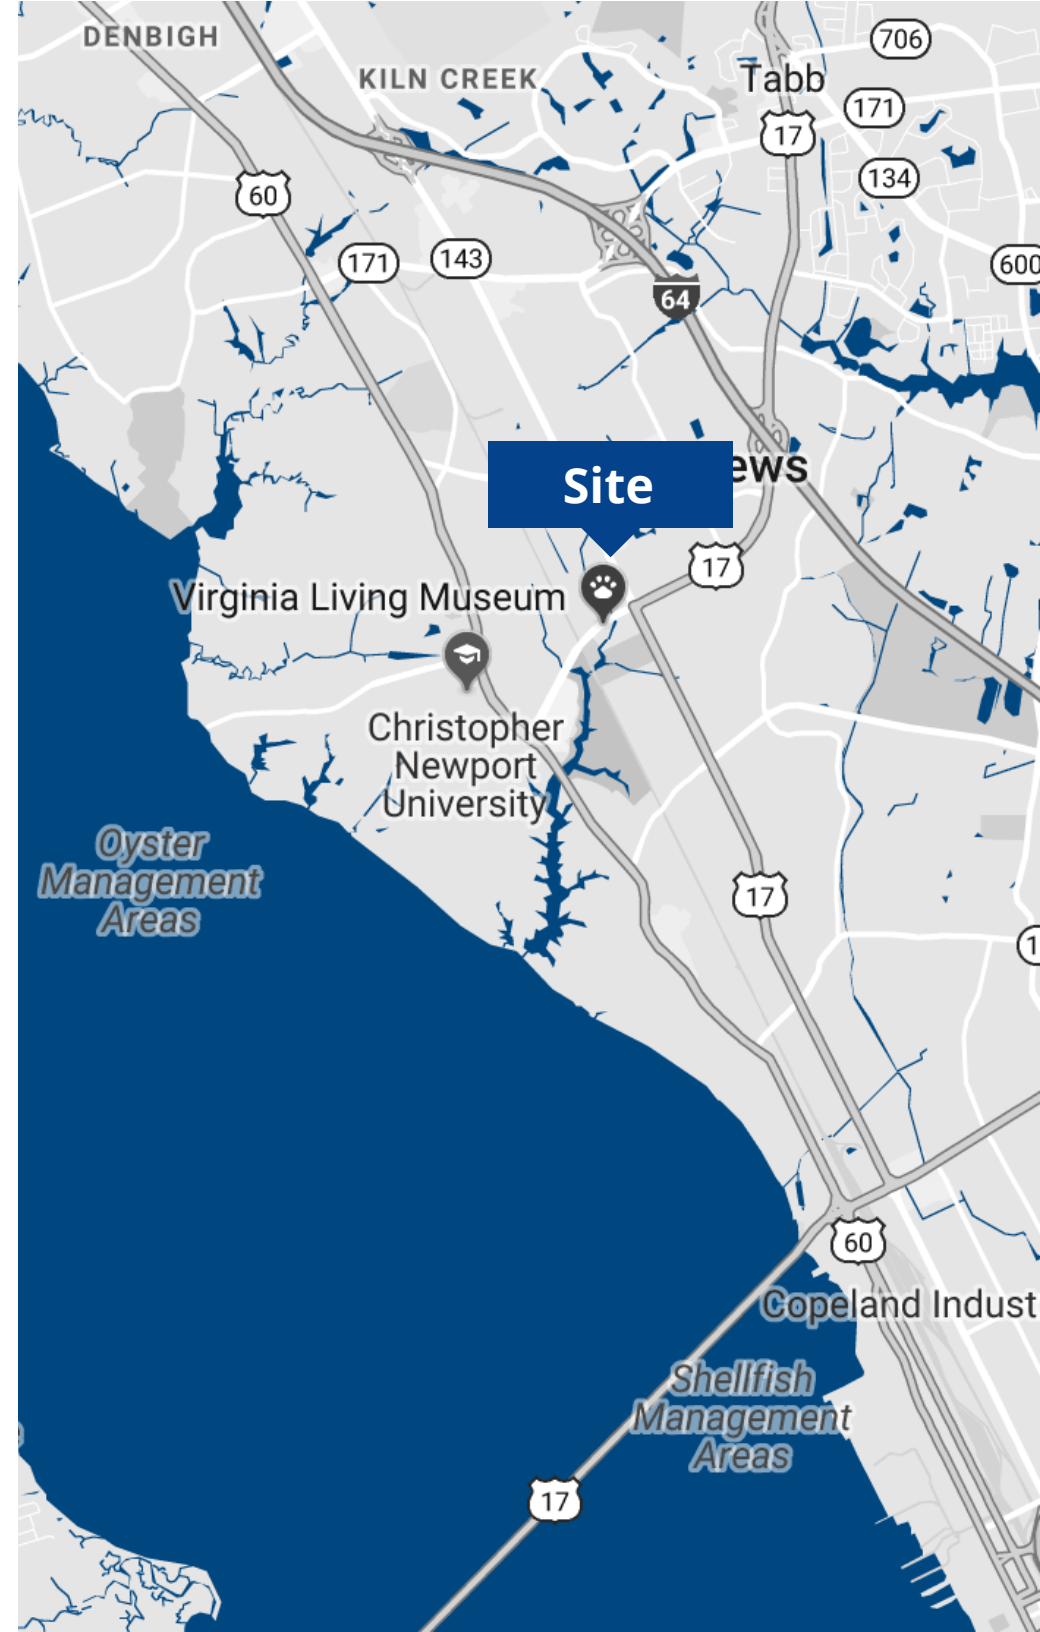 DENBIGH
706
KILN CREEK
Tabb
171
17
134
60
171
143
600
64
Site
ews
17
Virginia Living Museum
Christopher
Newport
University
Oyster
Management
Areas
17
1
60
Copeland Indust
Shellfish
Management
Areas
17